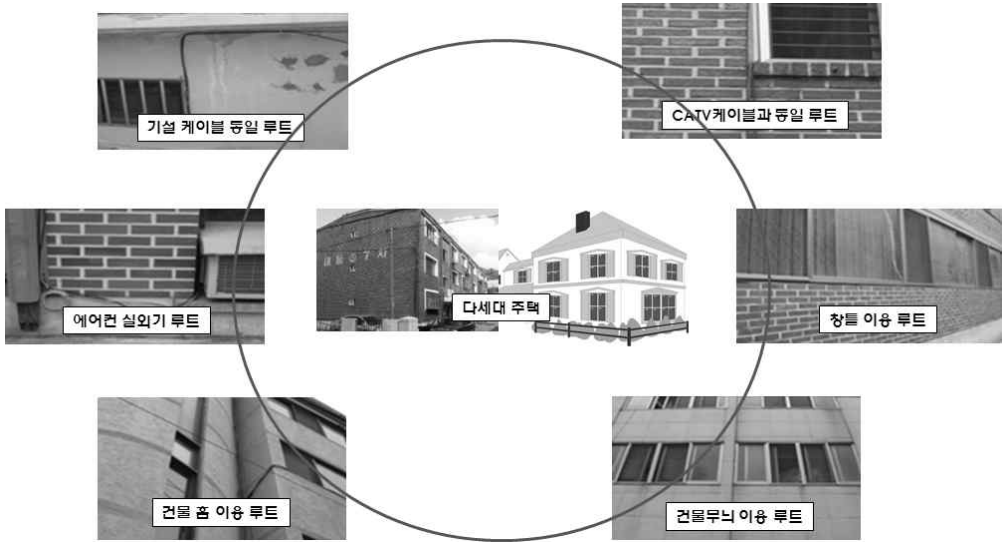 기설 케이블 동일 루트
CATV케이블과 동일 루트
에어컨 실외기 루트
다세대 주택
창틀 이용 루트
건물 홈 이용 루트
건물무늬 이용 루트